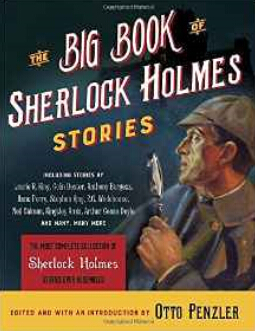 THE BIG BOOK OF
SHERLOCK HOLMES
STORIES
INCLUDING STORIES BY
Laurie R. King, Colin Dexter, Anthony Burgess,
Anne Perry, Stephen King, P.G. Wodehouse,
Neil Gaiman, Kingsley Amis, Arthur Conan Doyle
AND MANY, MANY MORE
THE MOST COMPLETE COLLECTION OF
Sherlock Holmes
STORIES EVER ASSEMBLED
EDITED AND WITH AN INTRODUCTION BY OTTO PENZLER